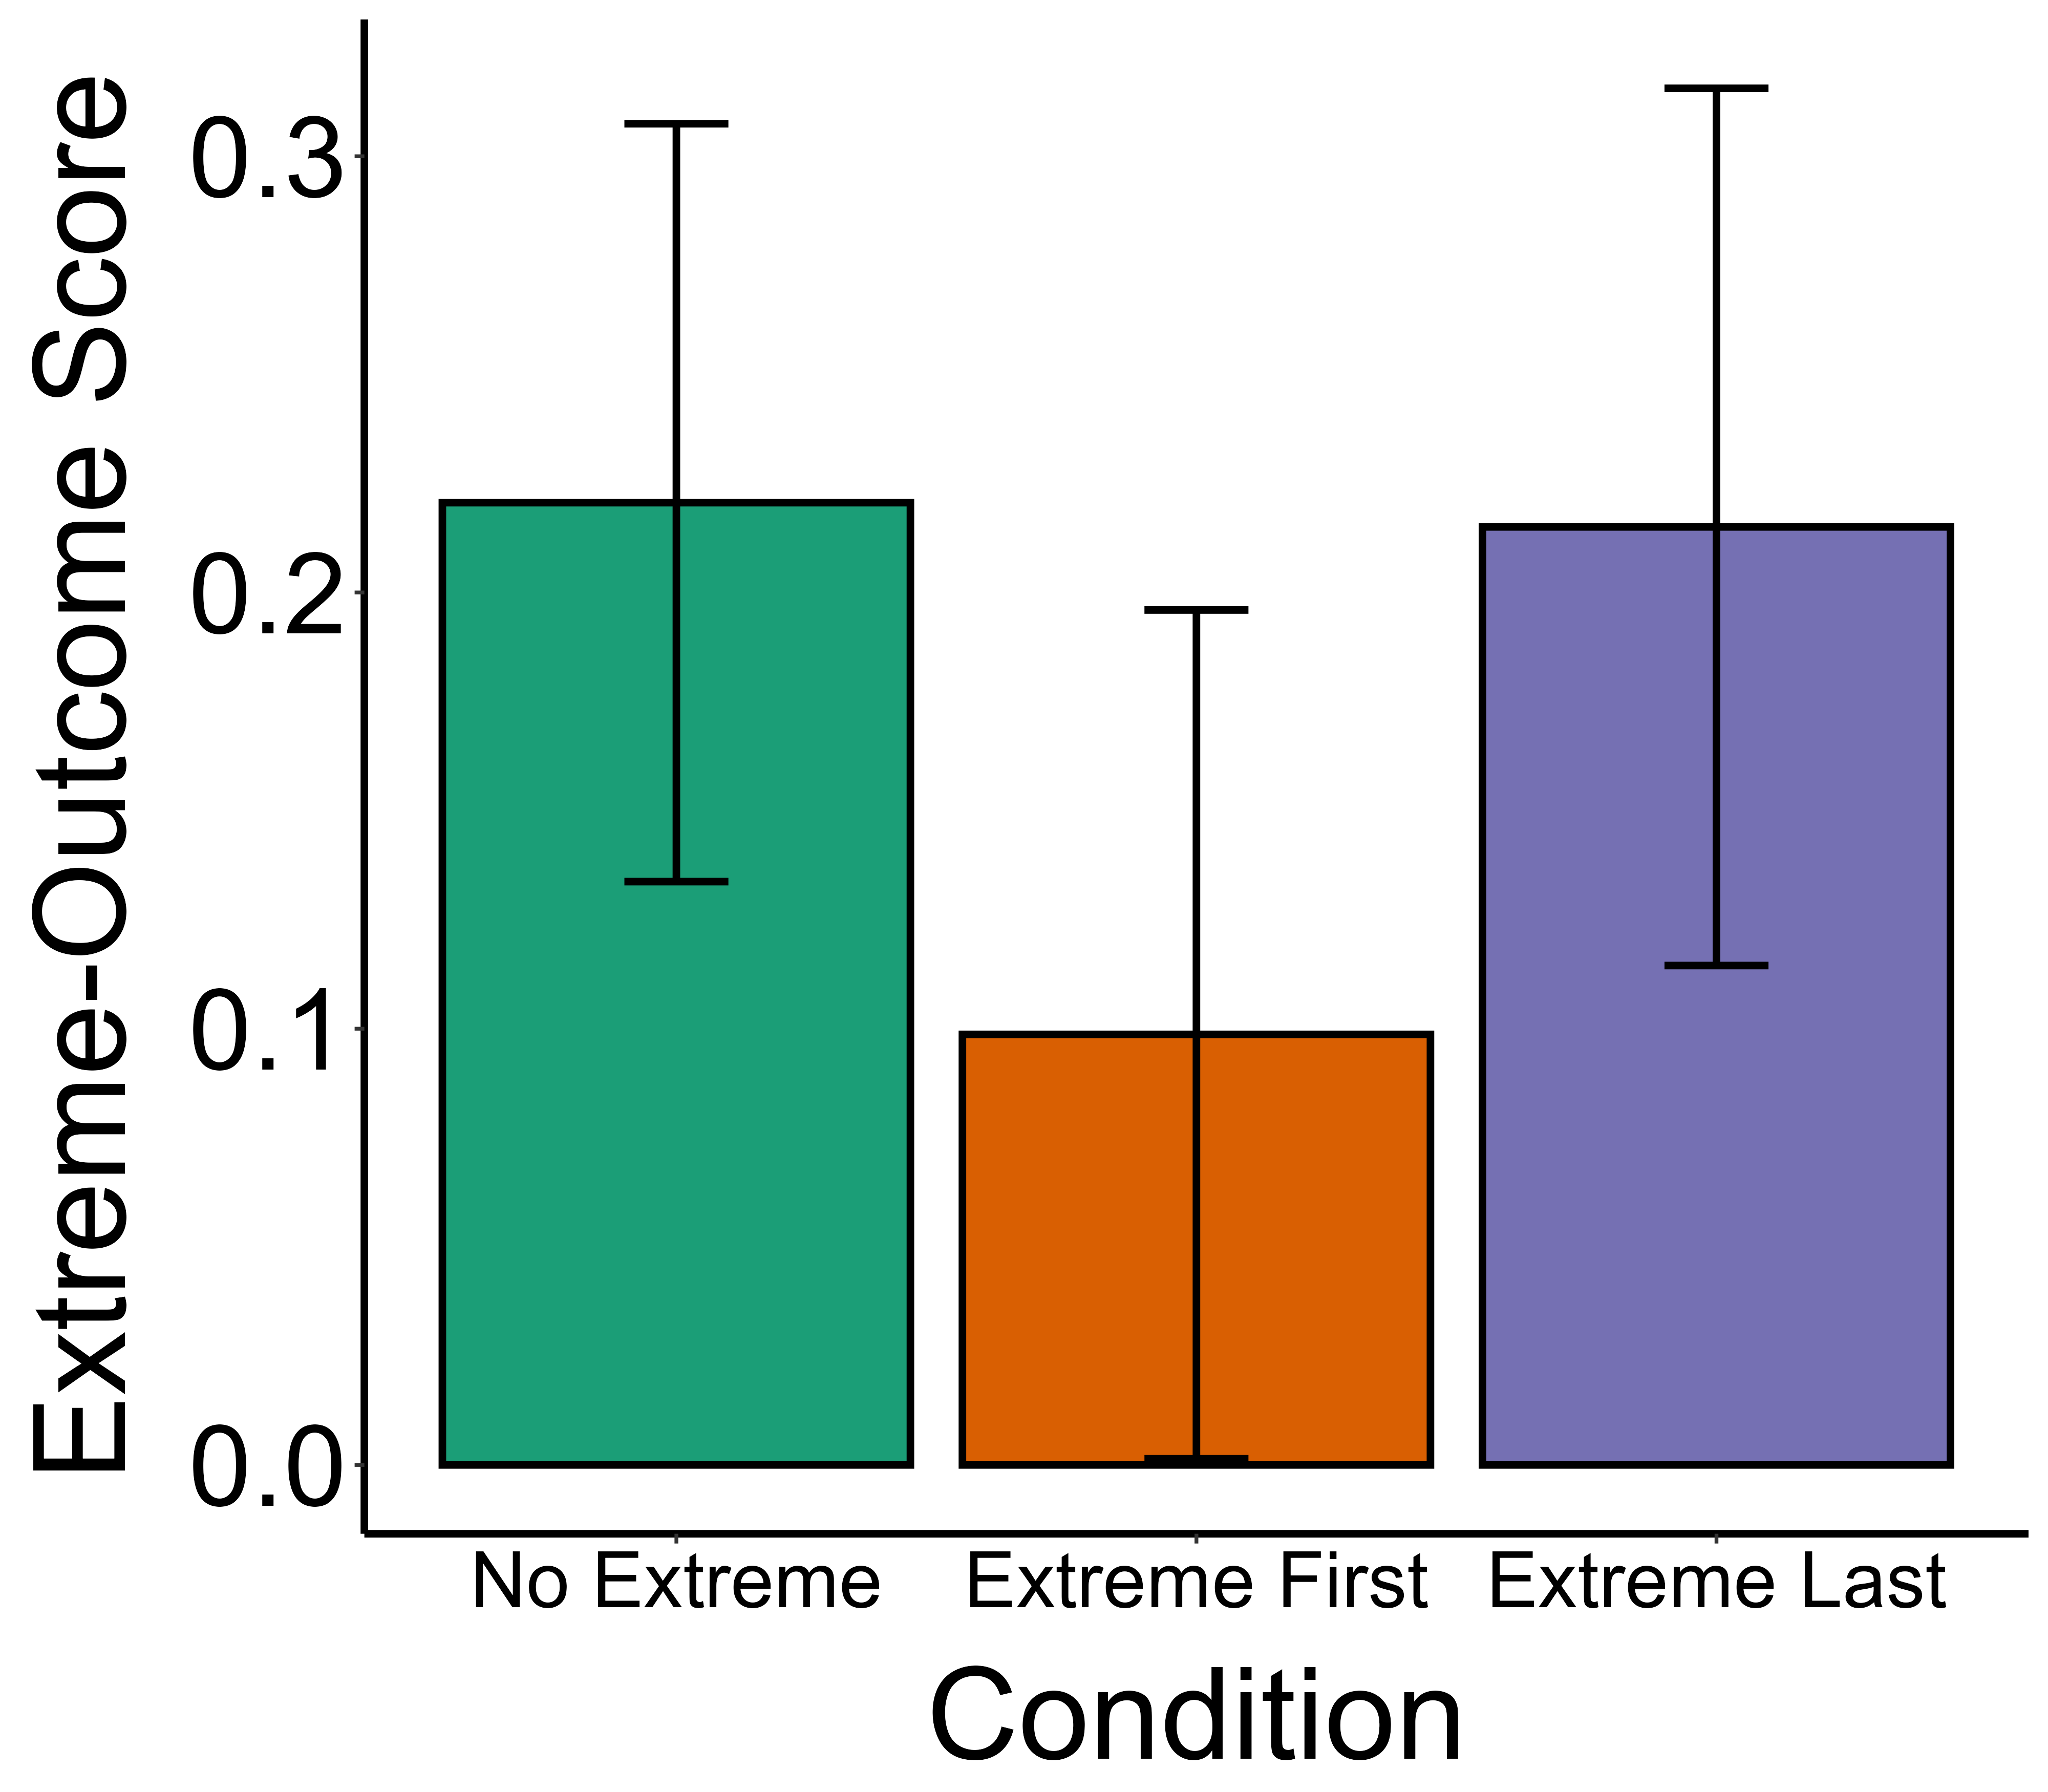 Extreme-Outcome Score
0.3
0.2
0.1
0.0
No Extreme
Extreme First
Extreme Last
Condition